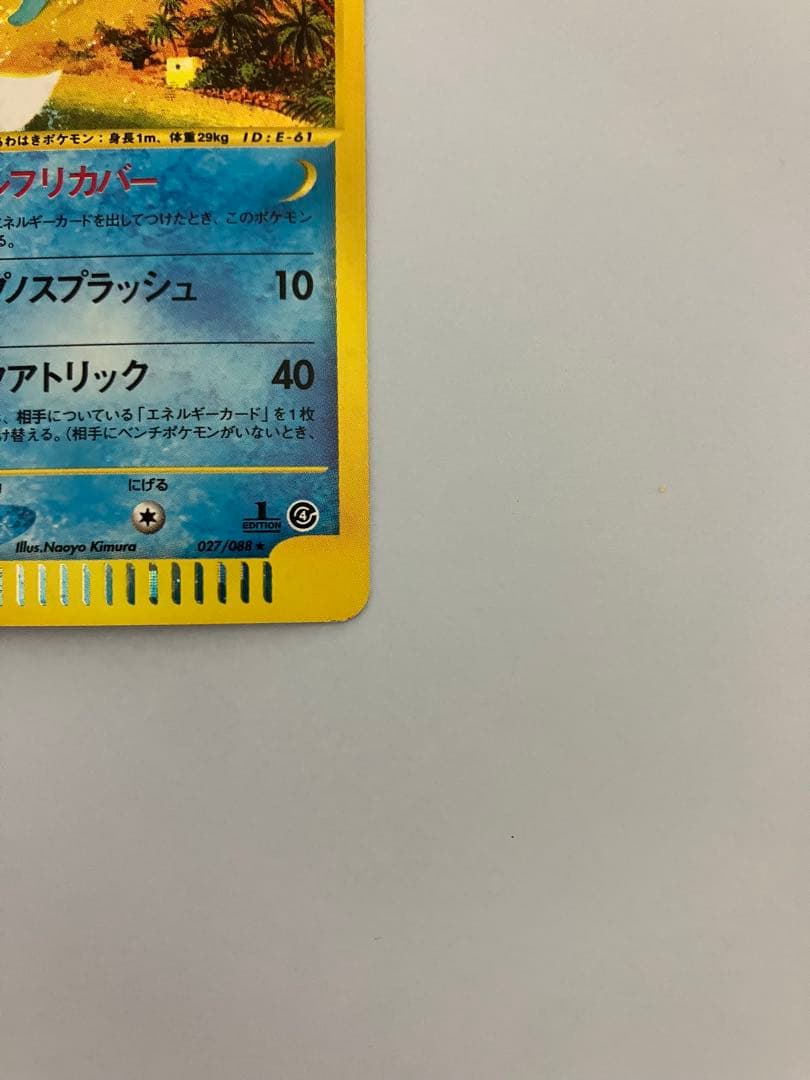 わはきポケモン：身長1m、体重29kg ID:E-61
ルフリカバー
エネルギーカードを出してつけたとき、このポケモン
る。
プノスプラッシュ 10
アトリック 40
、相手についている「エネルギーカード」を1枚
け替える。（相手にベンチポケモンがいないとき、
にげる
1
EDITION
4
Illus.Naoyo Kimura 027/088★